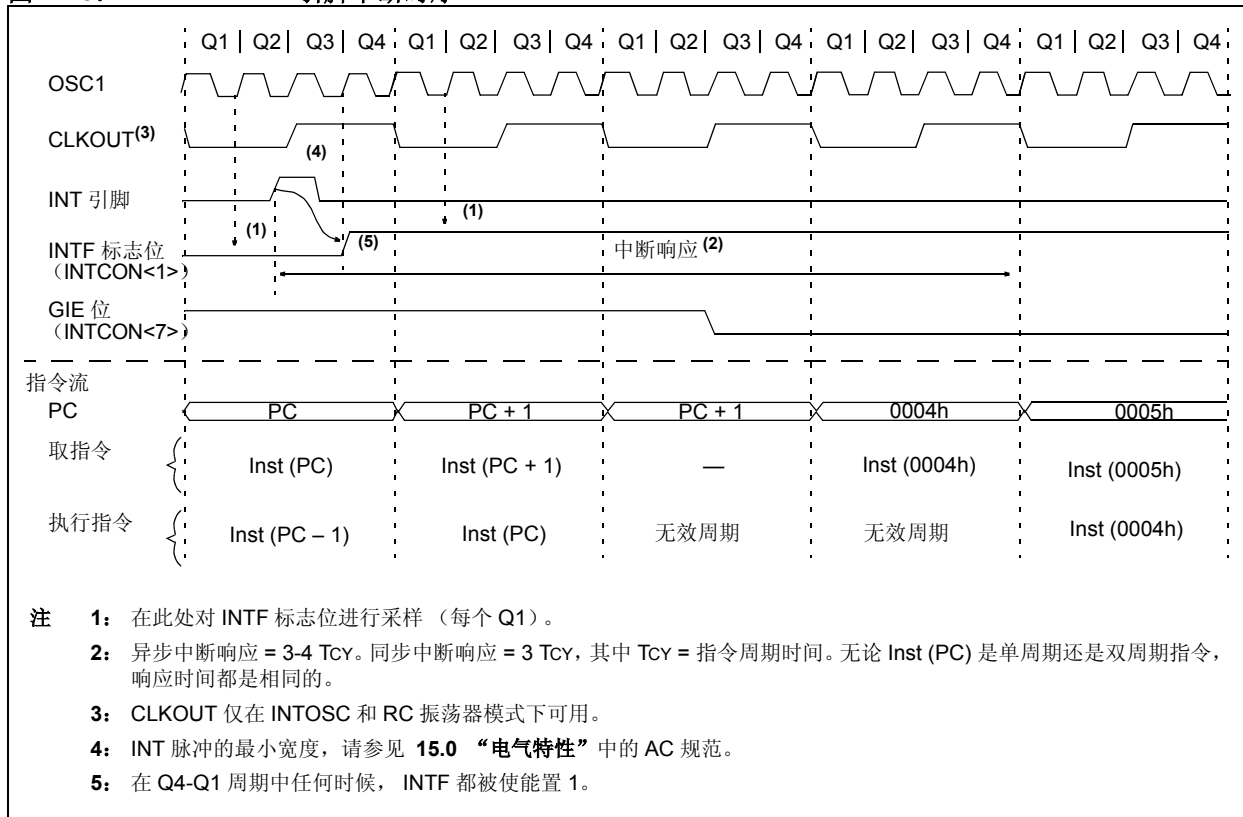 Q1 | Q2 | Q3 | Q4 Q1 | Q2 | Q3 | Q4 Q1 | Q2 | Q3 | Q4 Q1 | Q2 | Q3 | Q4 Q1 | Q2 | Q3 | Q4
OSC1
CLKOUT(3)
(4)
INT 引脚
(1)
(1)
(5)
INTF 标志位
(INTCON<1>)
中断响应 (2)
GIE 位
(INTCON<7>)
指令流
PC PC PC + 1 PC + 1 0004h 0005h
取指令 Inst (PC) Inst (PC + 1) — Inst (0004h) Inst (0005h)
执行指令 Inst (PC – 1) Inst (PC) 无效周期 无效周期 Inst (0004h)
注 1: 在此处对 INTF 标志位进行采样 (每个 Q1)。
2: 异步中断响应 = 3-4 TCY。同步中断响应 = 3 TCY, 其中 TCY = 指令周期时间。无论 Inst (PC) 是单周期还是双周期指令,
响应时间都是相同的。
3: CLKOUT 仅在 INTOSC 和 RC 振荡器模式下可用。
4: INT 脉冲的最小宽度,请参见 15.0 “电气特性”中的 AC 规范。
5: 在 Q4-Q1 周期中任何时候, INTF 都被使能置 1。